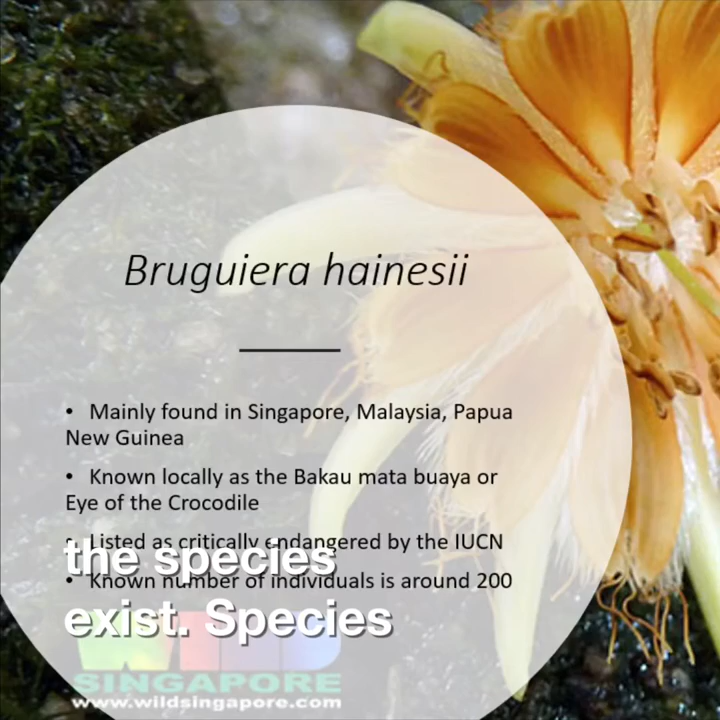 Bruguiera hainesii
• Mainly found in Singapore, Malaysia, Papua
New Guinea
• Known locally as the Bakau mata buaya or
Eye of the Crocodile
• Listed as critically endangered by the IUCN
the species
• Known number of individuals is around 200
exist. Species
WILD
SINGAPORE
www.wildsingapore.com